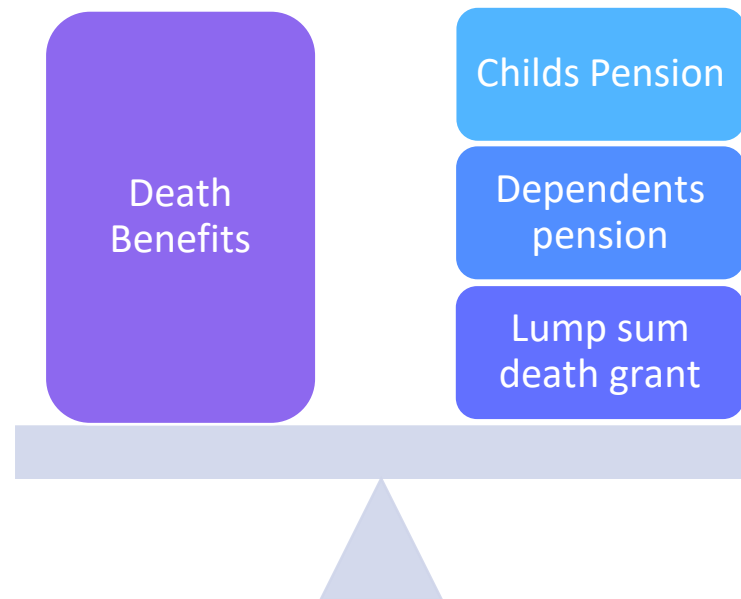 Death
Benefits
Childs Pension
Dependents
pension
Lump sum
death grant